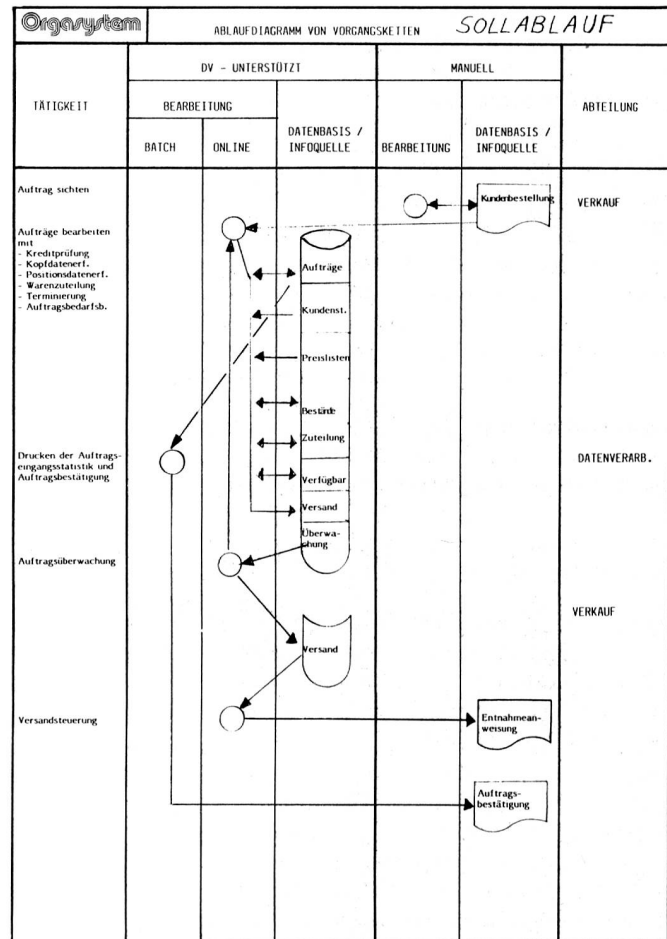 Orgasystem
ABLAUFDIAGRAMM VON VORGANGSKETTEN
SOLLABLAUF
TÄTIGKEIT
DV - UNTERSTÜTZT
MANUELL
ABTEILUNG
BEARBEITUNG
BATCH
ONLINE
DATENBASIS /
INFOQUELLE
BEARBEITUNG
DATENBASIS /
INFOQUELLE
Auftrag sichten
Kundenbestellung
VERKAUF
Aufträge bearbeiten
mit
- Kreditprüfung
- Kopfdatenerf.
- Positionsdatenerf.
- Warenzuteilung
- Terminierung
- Auftragsbedarfsb.
Aufträge
Kundenst.
Preislisten
Bestände
Zuteilung
Verfügbar
Versand
Überwa-
chung
Drucken der Auftrags-
eingangsstatistik und
Auftragsbestätigung
DATENVERARB.
Auftragsüberwachung
VERKAUF
Versand
Versandsteuerung
Entnahmean-
weisung
Auftrags-
bestätigung